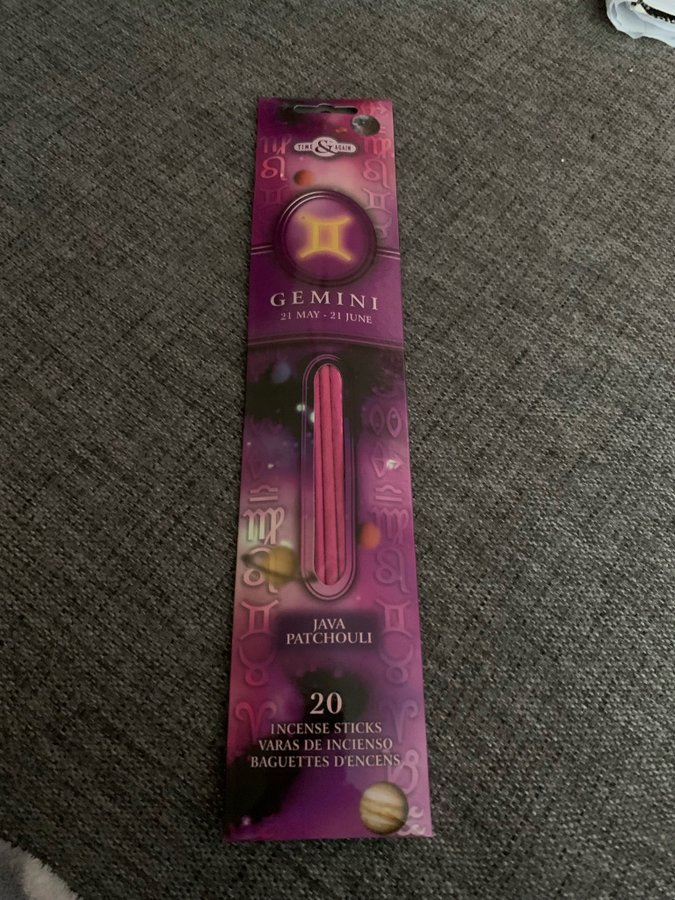 TIME & AGAIN
GEMINI
21 MAY - 21 JUNE
JAVA
PATCHOULI
20
INCENSE STICKS
VARAS DE INCIENSO
BAGUETTES D'ENCENS